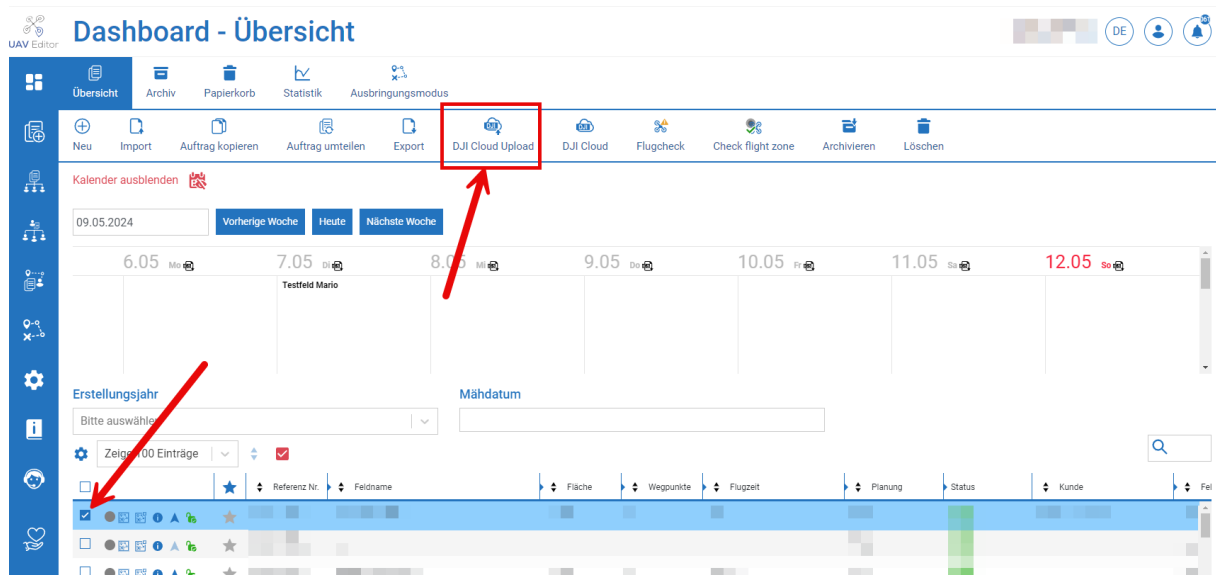 Dashboard - Übersicht
UAV Editor
DE
Übersicht Archiv Papierkorb Statistik Ausbringungsmodus
DJI DJI
Neu Import Auftrag kopieren Auftrag umteilen Export DJI Cloud Upload DJI Cloud Flugcheck Check flight zone Archivieren Löschen
Kalender ausblenden
09.05.2024 Vorherige Woche Heute Nächste Woche
6.05 Mo 7.05 Di 8.05 Mi 9.05 Do 10.05 Fr 11.05 Sa 12.05 So
Testfeld Mario
Erstellungsjahr Mähdatum
Bitte auswählen
Zeige 100 Einträge
Referenz Nr. Feldname Fläche Wegpunkte Flugzeit Planung Status Kunde Fel